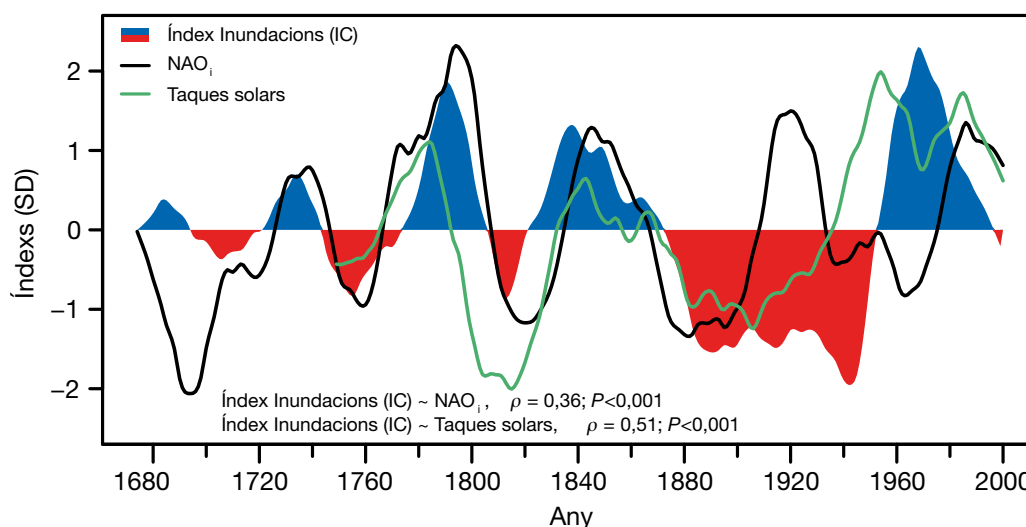 Índex Inundacions (IC)
NAO i
Taques solars
Índexs (SD)
2
1
0
−1
−2
Índex Inundacions (IC) ~ NAO i , ρ = 0,36; P<0,001
Índex Inundacions (IC) ~ Taques solars, ρ = 0,51; P<0,001
1680 1720 1760 1800 1840 1880 1920 1960 2000
Any